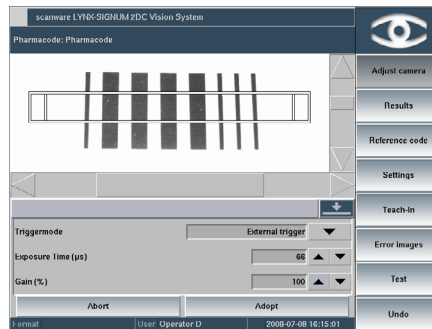 scanware LYNX-SIGNUM 2DC Vision System
Pharmacode: Pharmacode
Adjust camera
Results
Reference code
Settings
Teach-in
Error images
Test
Undo
Triggermode External trigger
Exposure Time (µs) 66
Gain (%) 100
Abort Adopt
Format User Operator D 2009-07-08 16:15:01